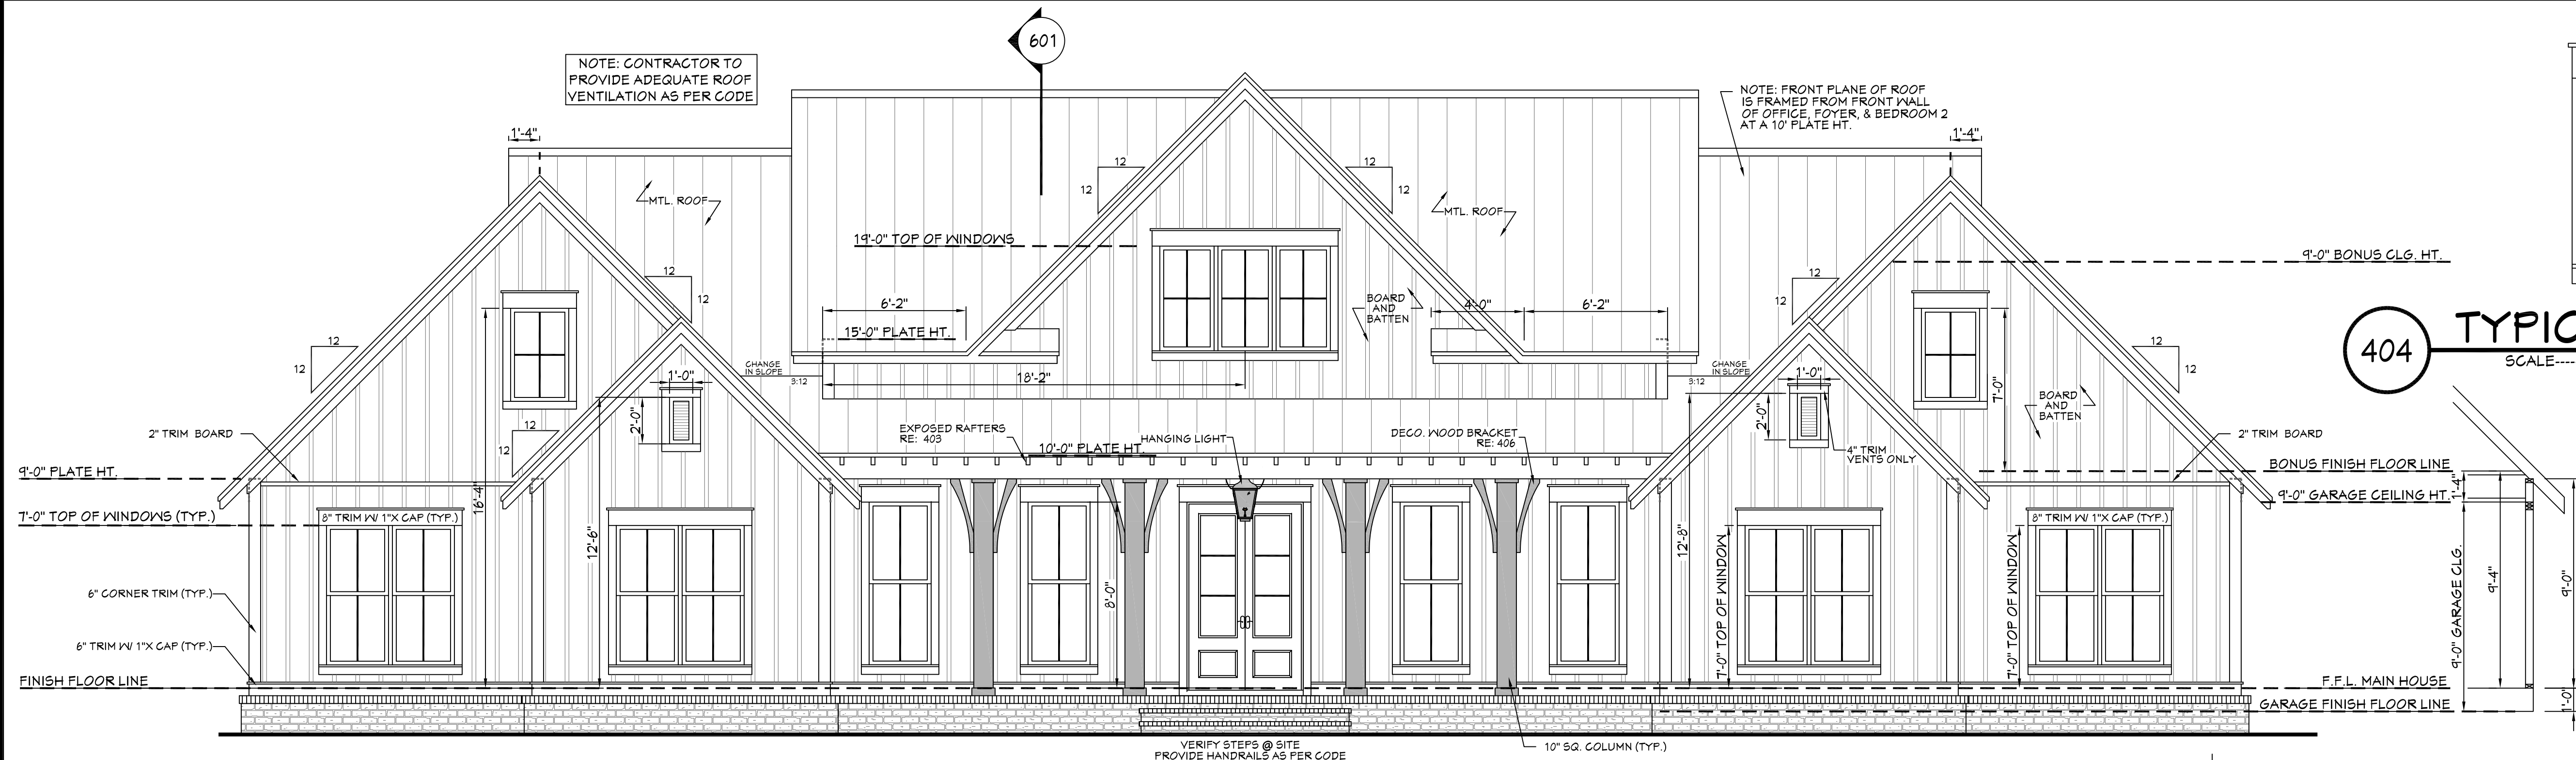 601
NOTE: CONTRACTOR TO
PROVIDE ADEQUATE ROOF
VENTILATION AS PER CODE
NOTE: FRONT PLANE OF ROOF
IS FRAMED FROM FRONT WALL
OF OFFICE, FOYER, & BEDROOM 2
AT A 10' PLATE HT.
1'-4"
1'-4"
12
12
12
12
MTL. ROOF
MTL. ROOF
19'-0" TOP OF WINDOWS
9'-0" BONUS CLG. HT.
12
12
12
12
6'-2"
BOARD
AND
BATTEN
4'-0"
6'-2"
15'-0" PLATE HT.
404
TYPIC
SCALE----
12
12
12
12
CHANGE
IN SLOPE
3:12
18'-2"
CHANGE
IN SLOPE
3:12
1'-0"
1'-0"
7'-0"
2'-0"
2'-0"
BOARD
AND
BATTEN
2" TRIM BOARD
12
12
EXPOSED RAFTERS
RE: 403
HANGING LIGHT
DECO. WOOD BRACKET
RE: 406
10'-0" PLATE HT.
4" TRIM
VENTS ONLY
2" TRIM BOARD
9'-0" PLATE HT.
BONUS FINISH FLOOR LINE
16'-4"
1'-4"
9'-0" GARAGE CEILING HT.
7'-0" TOP OF WINDOWS (TYP.)
8" TRIM W/ 1"X CAP (TYP.)
8" TRIM W/ 1"X CAP (TYP.)
12'-6"
12'-8"
7'-0" TOP OF WINDOW
7'-0" TOP OF WINDOW
9'-0" GARAGE CLG.
9'-4"
9'-0"
8'-0"
6" CORNER TRIM (TYP.)
6" TRIM W/ 1"X CAP (TYP.)
FINISH FLOOR LINE
F.F.L. MAIN HOUSE
GARAGE FINISH FLOOR LINE
1'-0"
VERIFY STEPS @ SITE
PROVIDE HANDRAILS AS PER CODE
10" SQ. COLUMN (TYP.)